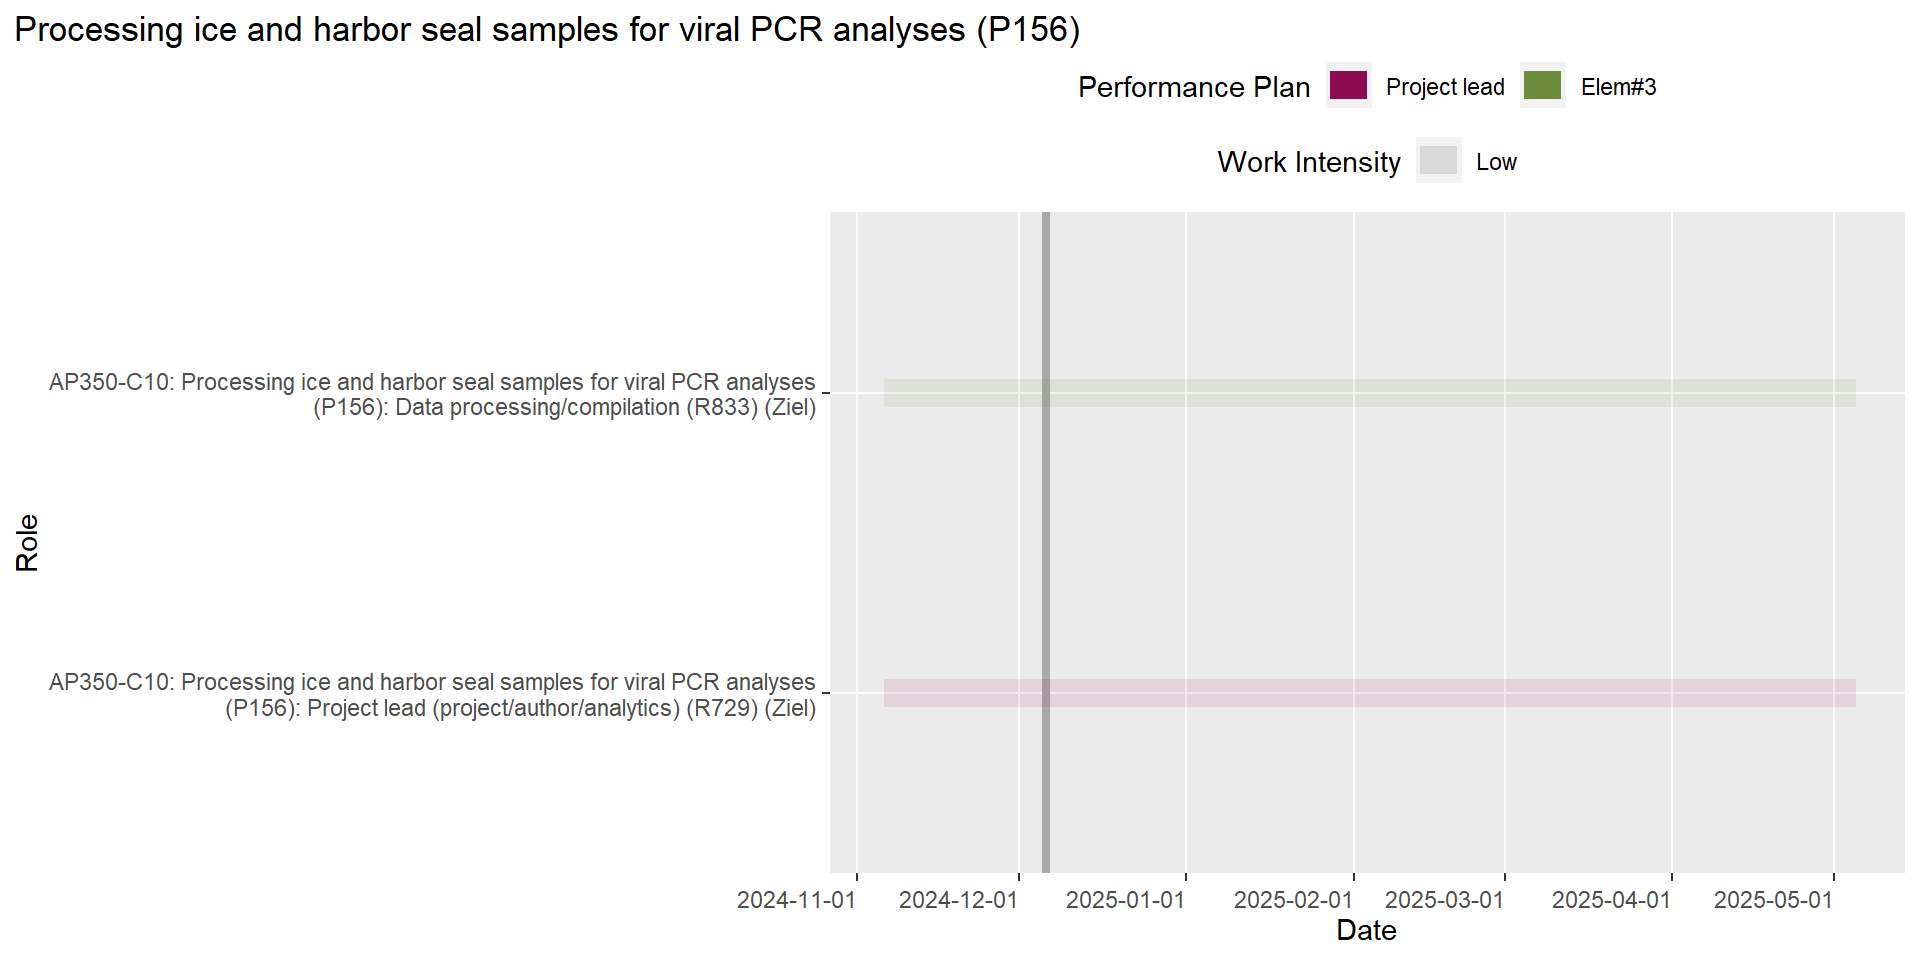 Processing ice and harbor seal samples for viral PCR analyses (P156)
Performance Plan Project lead Elem#3
Work Intensity Low
AP350-C10: Processing ice and harbor seal samples for viral PCR analyses
(P156): Data processing/compilation (R833) (Ziel)
Role
AP350-C10: Processing ice and harbor seal samples for viral PCR analyses
(P156): Project lead (project/author/analytics) (R729) (Ziel)
2024-11-01 2024-12-01 2025-01-01 2025-02-01 2025-03-01 2025-04-01 2025-05-01
Date